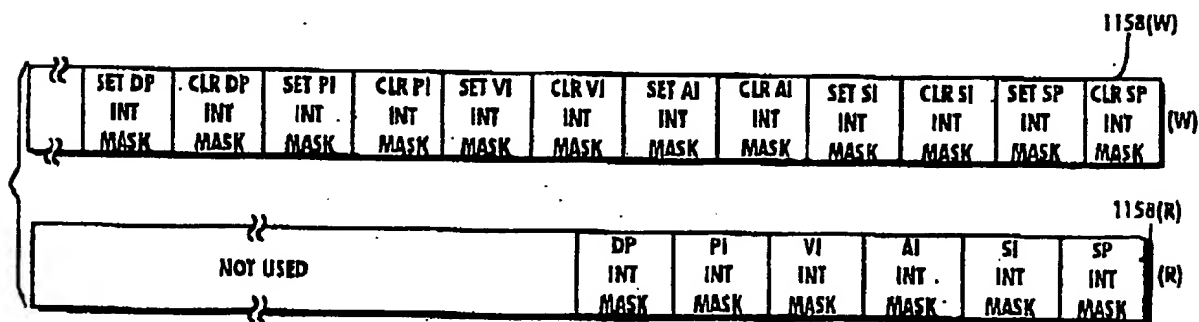 1158(W)
SET DP CLR DP SET PI CLR PI SET VI CLR VI SET AI CLR AI SET SI CLR SI SET SP CLR SP
INT INT INT INT INT INT INT INT INT INT INT INT (W)
MASK MASK MASK MASK MASK MASK MASK MASK MASK MASK MASK MASK
1158(R)
DP PI VI AI SI SP
NOT USED INT INT INT INT INT INT (R)
MASK MASK MASK MASK MASK MASK